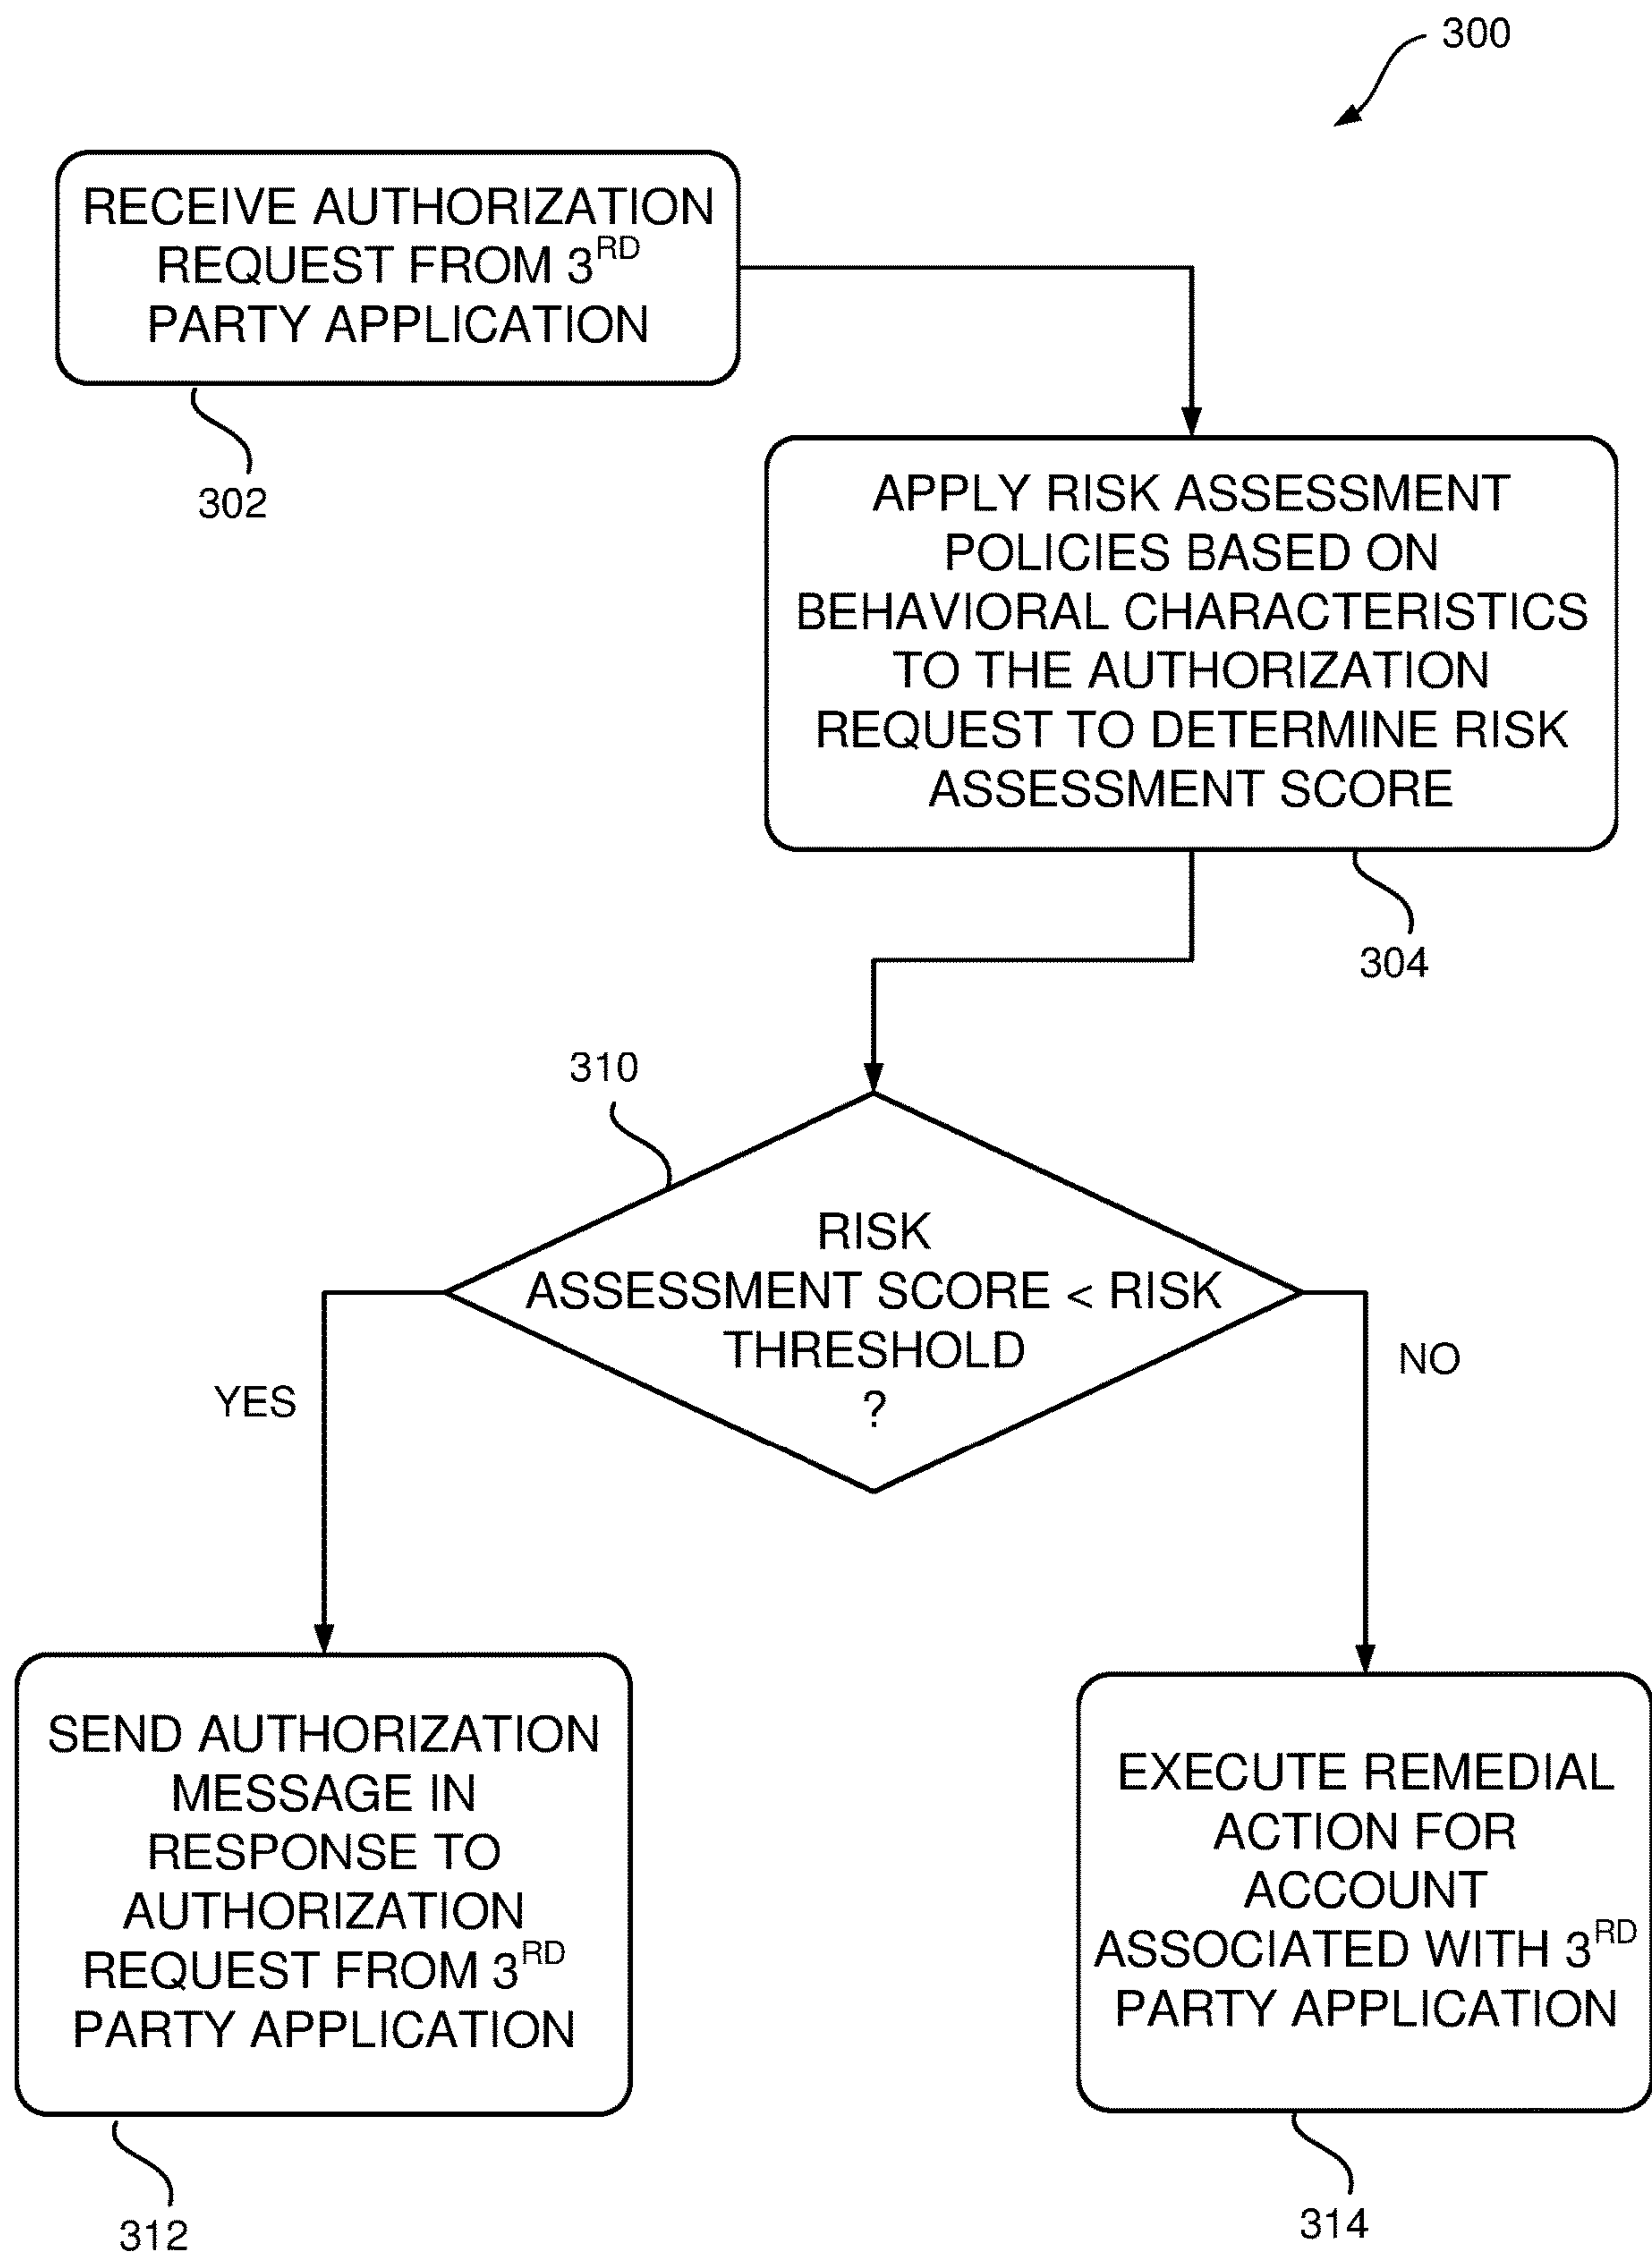 300
RECEIVE AUTHORIZATION
REQUEST FROM 3RD
PARTY APPLICATION
302
APPLY RISK ASSESSMENT
POLICIES BASED ON
BEHAVIORAL CHARACTERISTICS
TO THE AUTHORIZATION
REQUEST TO DETERMINE RISK
ASSESSMENT SCORE
304
310
RISK
ASSESSMENT SCORE < RISK
THRESHOLD
?
YES
NO
SEND AUTHORIZATION
MESSAGE IN
RESPONSE TO
AUTHORIZATION
REQUEST FROM 3RD
PARTY APPLICATION
312
EXECUTE REMEDIAL
ACTION FOR
ACCOUNT
ASSOCIATED WITH 3RD
PARTY APPLICATION
314